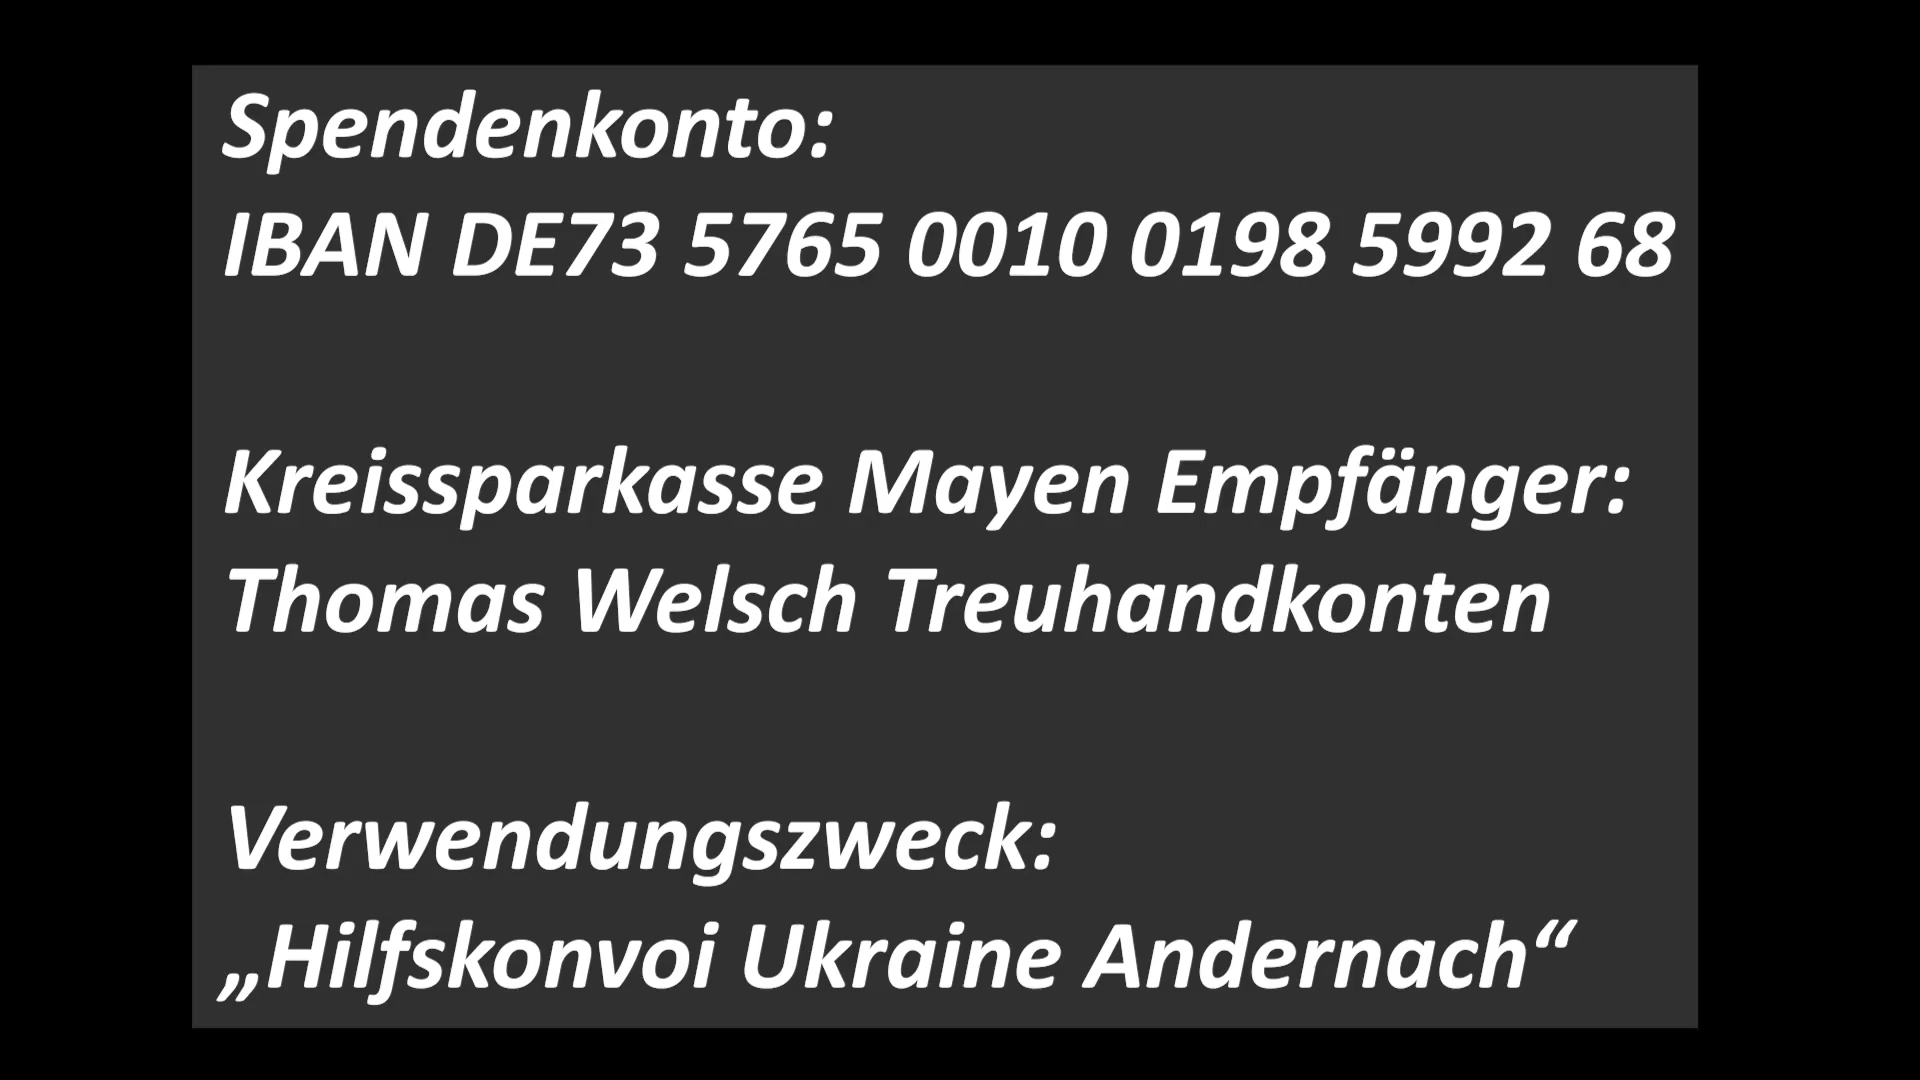 Spendenkonto:
IBAN DE73 5765 0010 0198 5992 68
Kreissparkasse Mayen Empfänger:
Thomas Welsch Treuhandkonten
Verwendungszweck:
„Hilfskonvoi Ukraine Andernach“